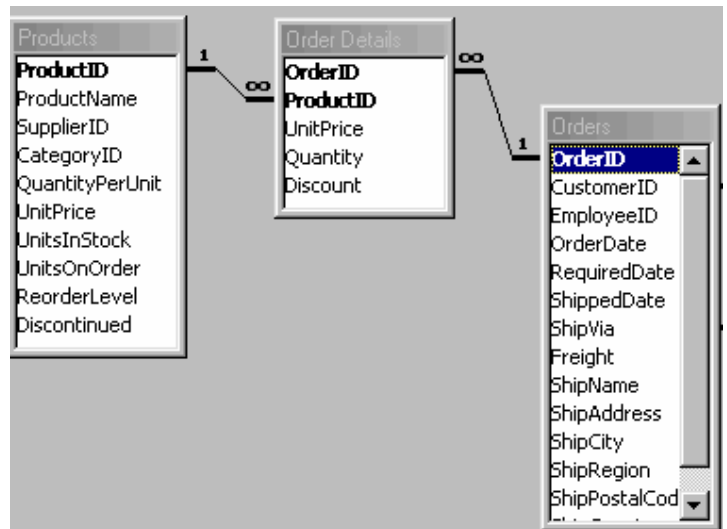 Products
ProductID
ProductName
SupplierID
CategoryID
QuantityPerUnit
UnitPrice
UnitsInStock
UnitsOnOrder
ReorderLevel
Discontinued
1
∞
Order Details
OrderID
ProductID
UnitPrice
Quantity
Discount
∞
1
Orders
OrderID
CustomerID
EmployeeID
OrderDate
RequiredDate
ShippedDate
ShipVia
Freight
ShipName
ShipAddress
ShipCity
ShipRegion
ShipPostalCod